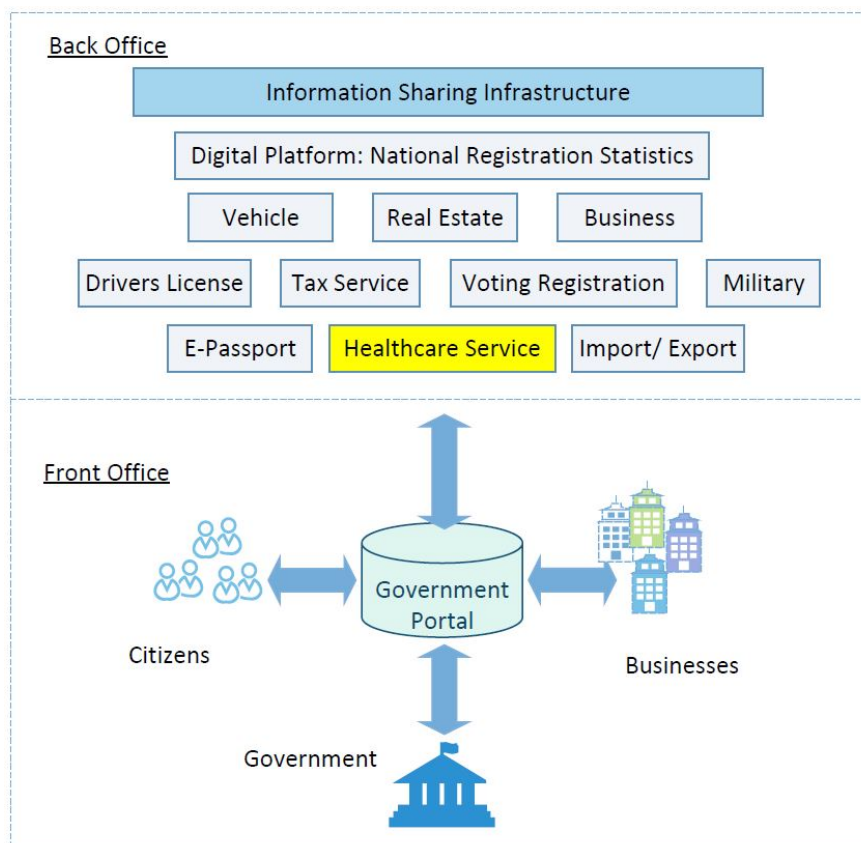 Back Office
Information Sharing Infrastructure
Digital Platform: National Registration Statistics
Vehicle
Real Estate
Business
Drivers License
Tax Service
Voting Registration
Military
E-Passport
Healthcare Service
Import/ Export
Front Office
Government
Portal
Citizens
Businesses
Government